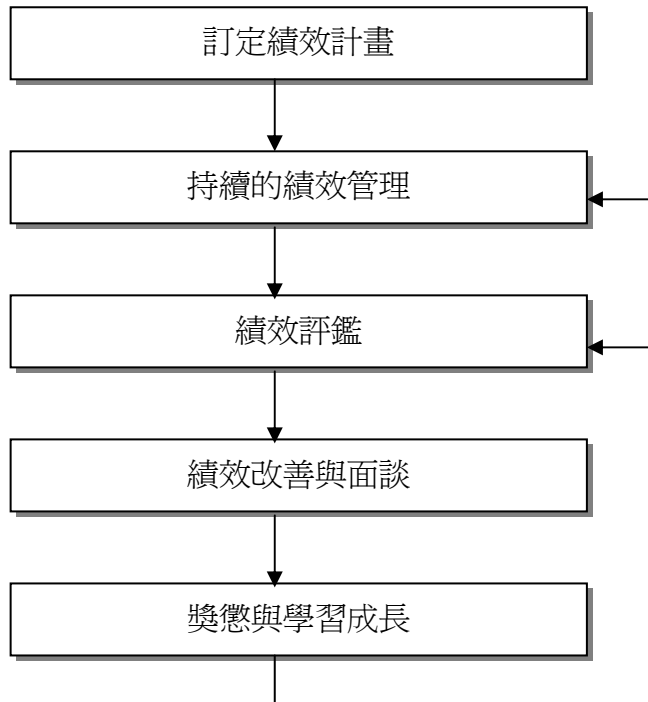 訂定績效計畫
持續的績效管理
績效評鑑
績效改善與面談
獎懲與學習成長